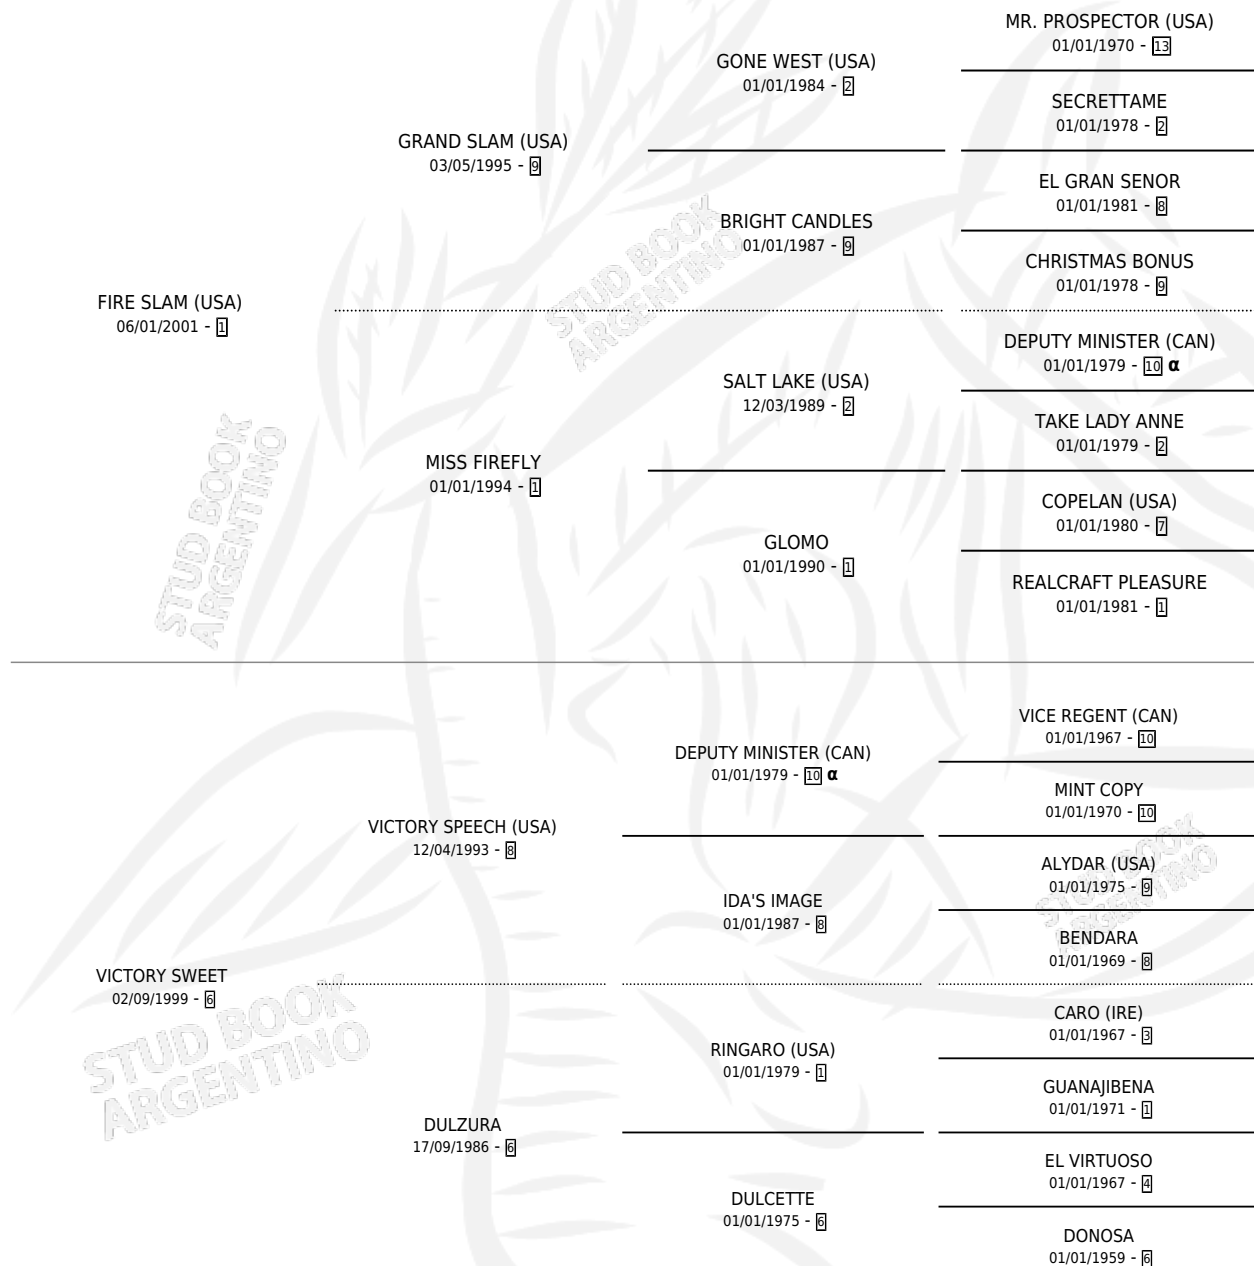 MR. PROSPECTOR (USA)
01/01/1970 - 13
GONE WEST (USA)
01/01/1984 - 2
SECRETTAME
01/01/1978 - 2
GRAND SLAM (USA)
03/05/1995 - 9
EL GRAN SENOR
01/01/1981 - 8
BRIGHT CANDLES
01/01/1987 - 9
CHRISTMAS BONUS
01/01/1978 - 9
FIRE SLAM (USA)
06/01/2001 - 1
DEPUTY MINISTER (CAN)
01/01/1979 - 10 α
SALT LAKE (USA)
12/03/1989 - 2
TAKE LADY ANNE
01/01/1979 - 2
MISS FIREFLY
01/01/1994 - 1
COPELAN (USA)
01/01/1980 - 7
GLOMO
01/01/1990 - 1
REALCRAFT PLEASURE
01/01/1981 - 1
STUD BOOK
ARGENTINO
STUD BOOK
ARGENTINO
VICE REGENT (CAN)
01/01/1967 - 10
DEPUTY MINISTER (CAN)
01/01/1979 - 10 α
MINT COPY
01/01/1970 - 10
VICTORY SPEECH (USA)
12/04/1993 - 8
ALYDAR (USA)
01/01/1975 - 9
IDA'S IMAGE
01/01/1987 - 8
BENDARA
01/01/1969 - 8
VICTORY SWEET
02/09/1999 - 6
CARO (IRE)
01/01/1967 - 3
RINGARO (USA)
01/01/1979 - 1
GUANAJIBENA
01/01/1971 - 1
DULZURA
17/09/1986 - 6
EL VIRTUOSO
01/01/1967 - 4
DULCETTE
01/01/1975 - 6
DONOSA
01/01/1959 - 6
STUD BOOK
ARGENTINO
STUD BOOK
ARGENTINO